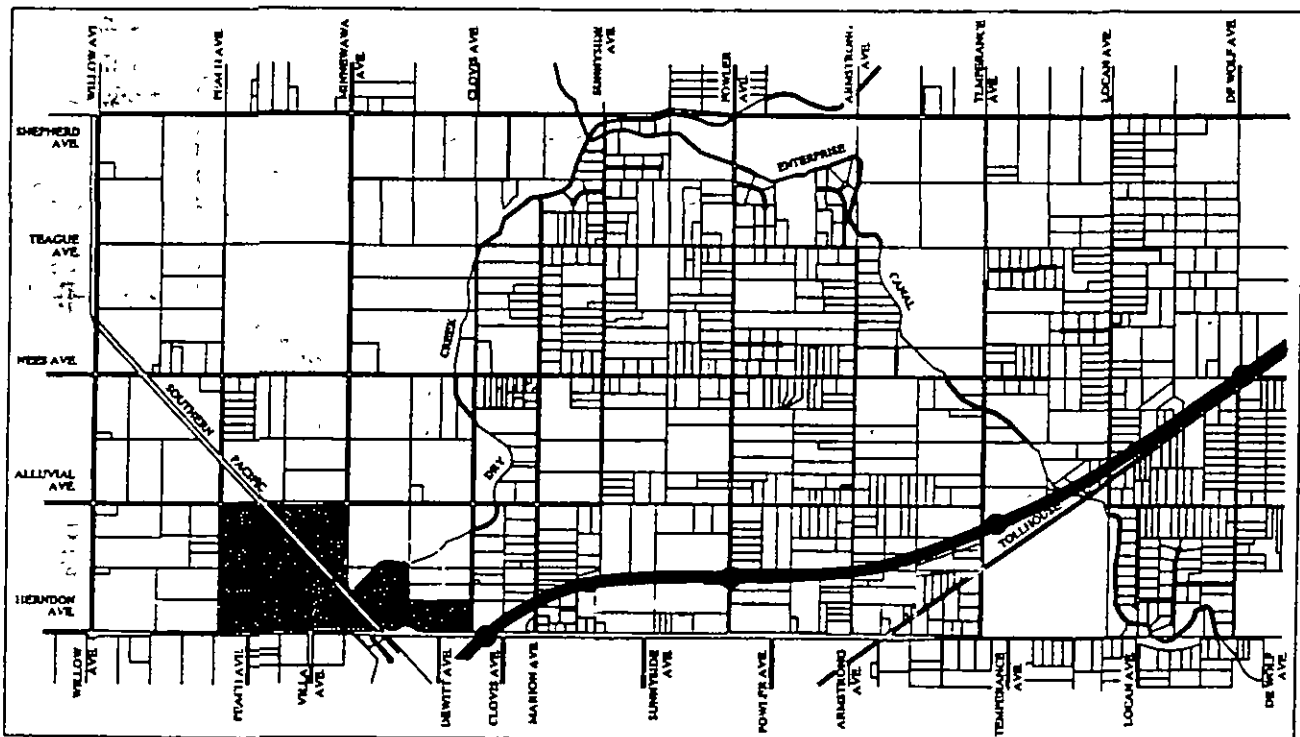 WILLOW AVE
PEACH AVE.
MINNEWAWA
AVE.
CLOVIS AVE.
SUNNYSIDE
AVE.
FOWLER
AVE.
ARMSTRONG
AVE.
TEMPERANCE
AVE.
LOCAN AVE.
DE WOLF AVE.
SHEPHERD
AVE.
ENTERPRISE
TEAGUE
AVE.
CANAL
CREEK
NEES AVE.
SOUTHERN
PACIFIC
DRY
ALLUVIAL
AVE.
TOLLHOUSE
HERNDON
AVE.
WILLOW
AVE.
PEACH AVE.
VILLA
AVE.
DEWITT AVE.
CLOVIS AVE.
MARION AVE.
SUNNYSIDE
AVE.
FOWLER AVE.
ARMSTRONG
AVE.
TEMPERANCE
AVE.
LOCAN AVE.
DE WOLF
AVE.